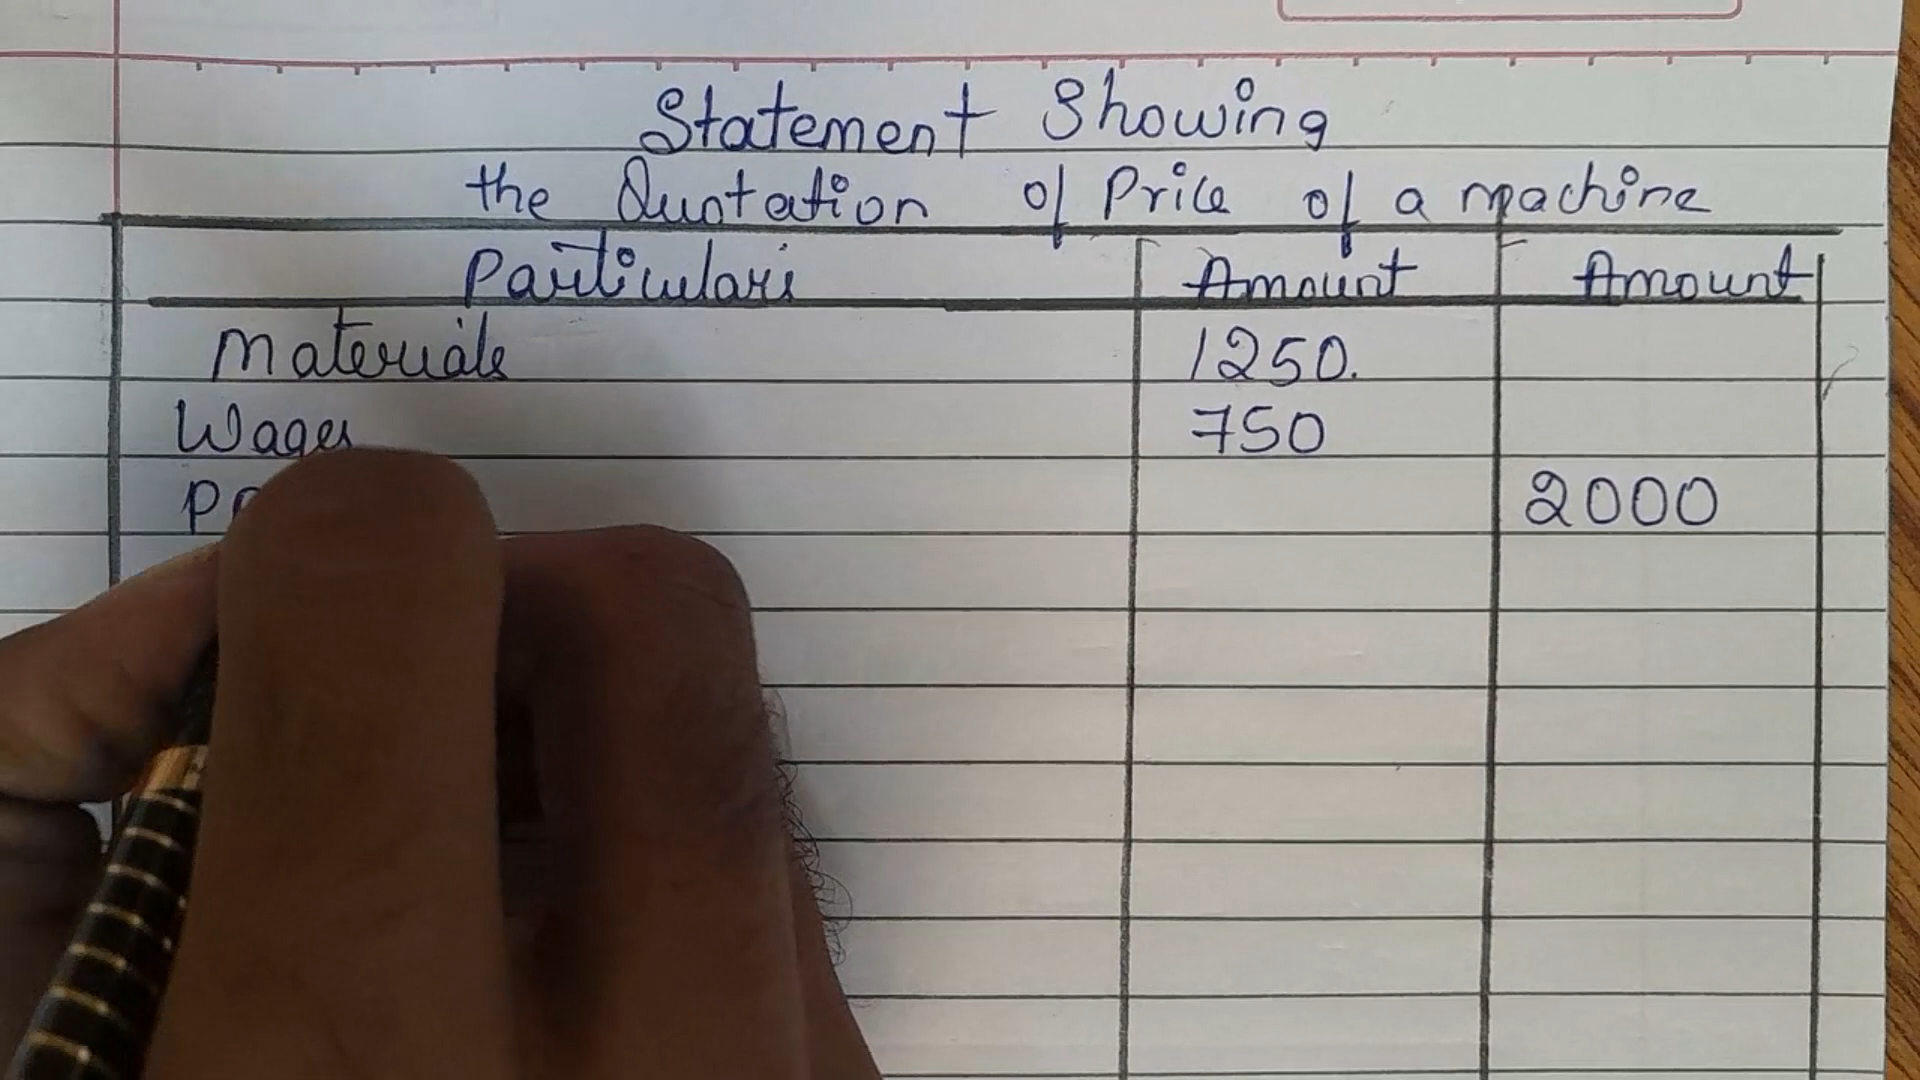 Statement Showing
the Quotation of Price of a machine
Particulars Amount Amount
Materials 1250.
Wages 750
2000